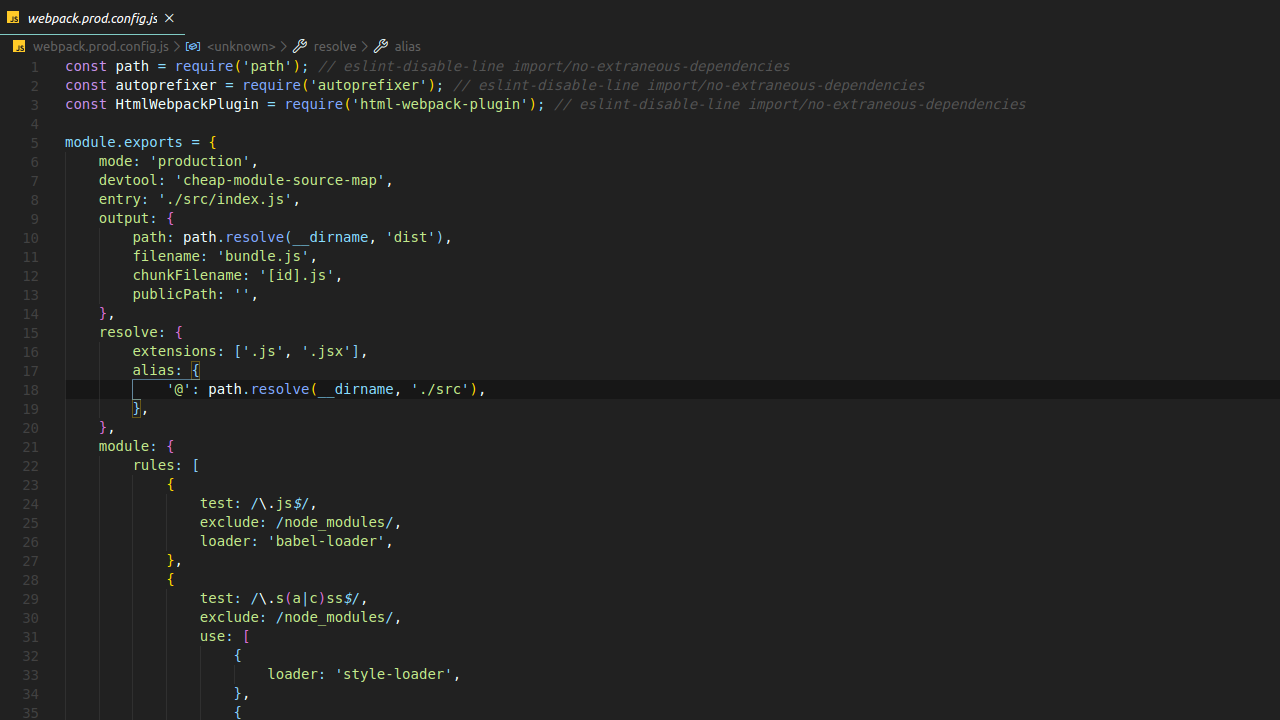 JS webpack.prod.config.js ×
JS webpack.prod.config.js > <unknown> > resolve > alias
1 const path = require('path'); // eslint-disable-line import/no-extraneous-dependencies
2 const autoprefixer = require('autoprefixer'); // eslint-disable-line import/no-extraneous-dependencies
3 const HtmlWebpackPlugin = require('html-webpack-plugin'); // eslint-disable-line import/no-extraneous-dependencies
4
5 module.exports = {
6     mode: 'production',
7     devtool: 'cheap-module-source-map',
8     entry: './src/index.js',
9     output: {
10         path: path.resolve(__dirname, 'dist'),
11         filename: 'bundle.js',
12         chunkFilename: '[id].js',
13         publicPath: '',
14     },
15     resolve: {
16         extensions: ['.js', '.jsx'],
17         alias: {
18             '@': path.resolve(__dirname, './src'),
19         },
20     },
21     module: {
22         rules: [
23             {
24                 test: /\.js$/,
25                 exclude: /node_modules/,
26                 loader: 'babel-loader',
27             },
28             {
29                 test: /\.s(a|c)ss$/,
30                 exclude: /node_modules/,
31                 use: [
32                     {
33                         loader: 'style-loader',
34                     },
35                     {